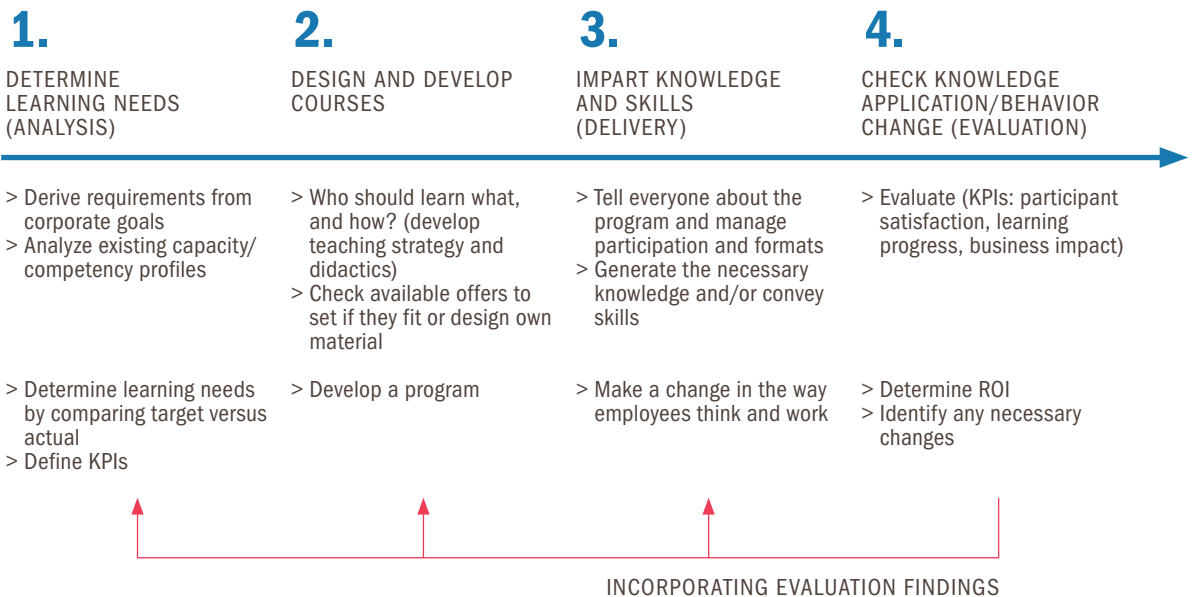 1.
DETERMINE
LEARNING NEEDS
(ANALYSIS)
> Derive requirements from
corporate goals
> Analyze existing capacity/
competency profiles
> Determine learning needs
by comparing target versus
actual
> Define KPIs
2.
DESIGN AND DEVELOP
COURSES
> Who should learn what,
and how? (develop
teaching strategy and
didactics)
> Check available offers to
set if they fit or design own
material
> Develop a program
3.
IMPART KNOWLEDGE
AND SKILLS
(DELIVERY)
> Tell everyone about the
program and manage
participation and formats
> Generate the necessary
knowledge and/or convey
skills
> Make a change in the way
employees think and work
4.
CHECK KNOWLEDGE
APPLICATION/BEHAVIOR
CHANGE (EVALUATION)
> Evaluate (KPIs: participant
satisfaction, learning
progress, business impact)
> Determine ROI
> Identify any necessary
changes
INCORPORATING EVALUATION FINDINGS